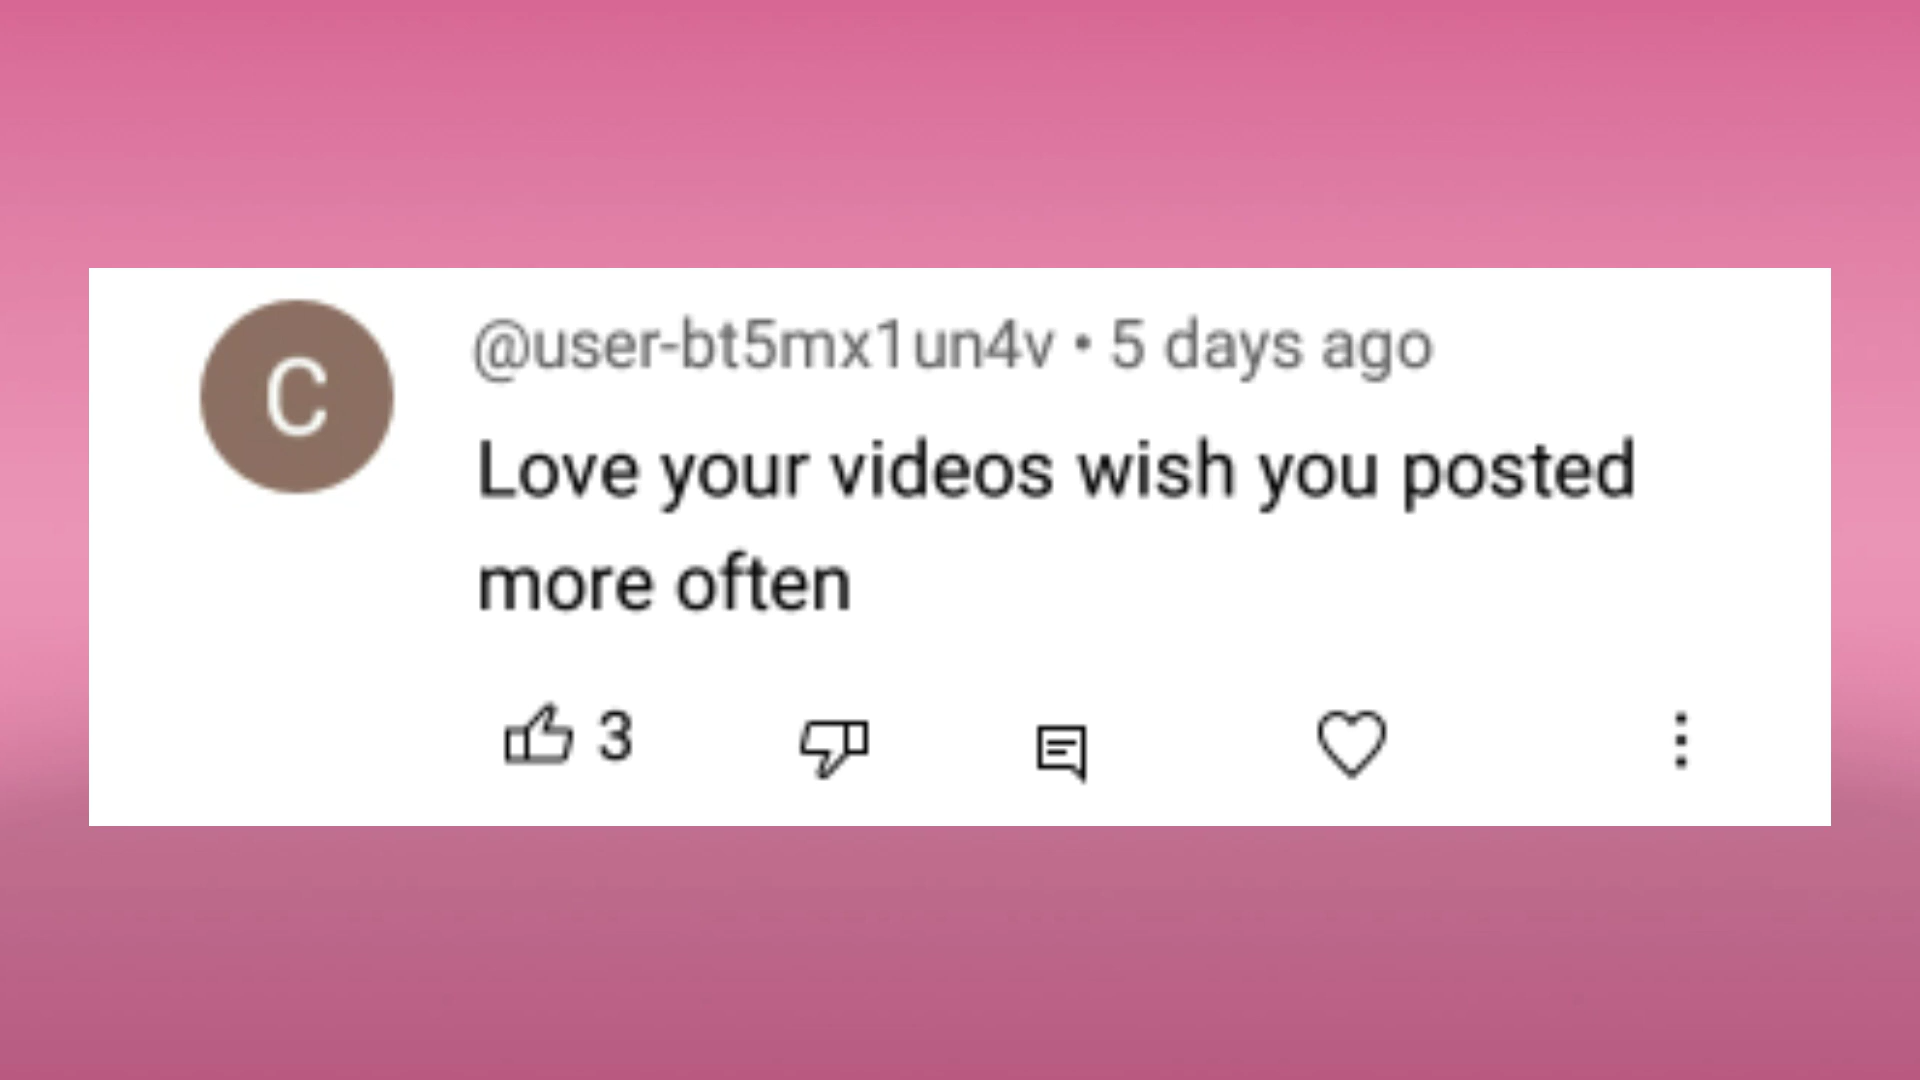 C
@user-bt5mx1un4v • 5 days ago
Love your videos wish you posted
more often
3